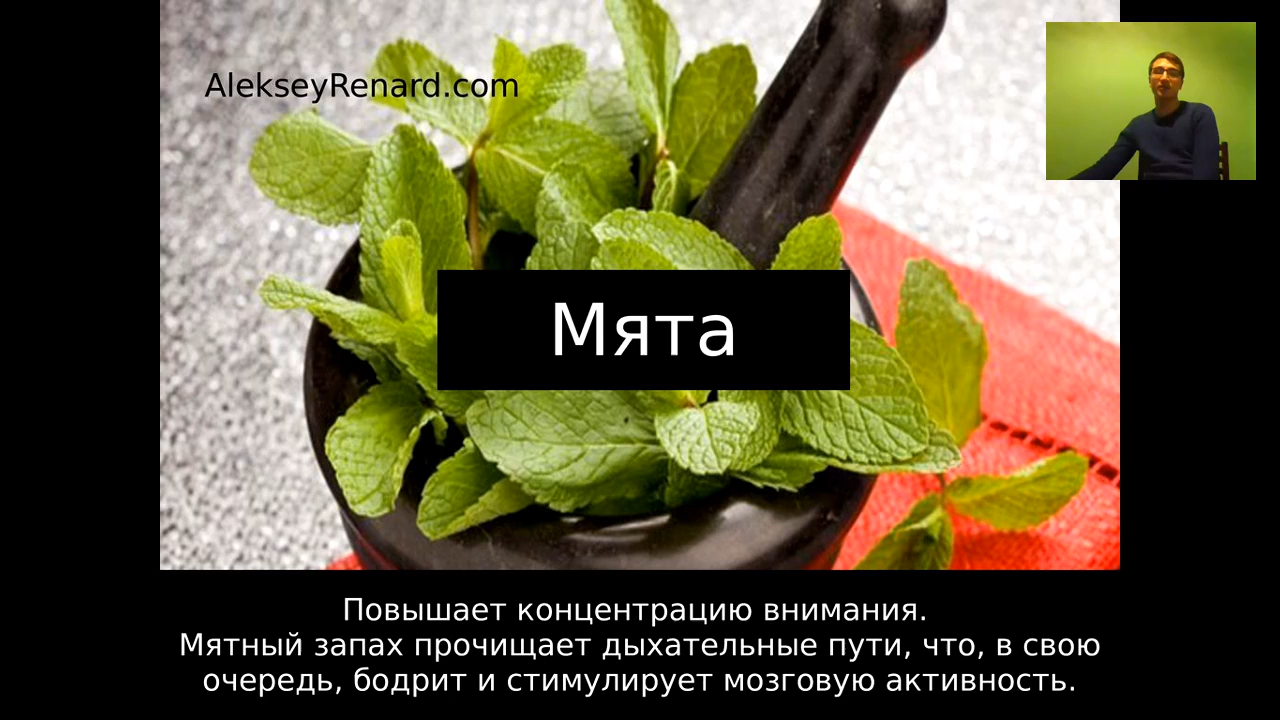 AlekseyRenard.com
Мята
Повышает концентрацию внимания.
Мятный запах прочищает дыхательные пути, что, в свою
очередь, бодрит и стимулирует мозговую активность.